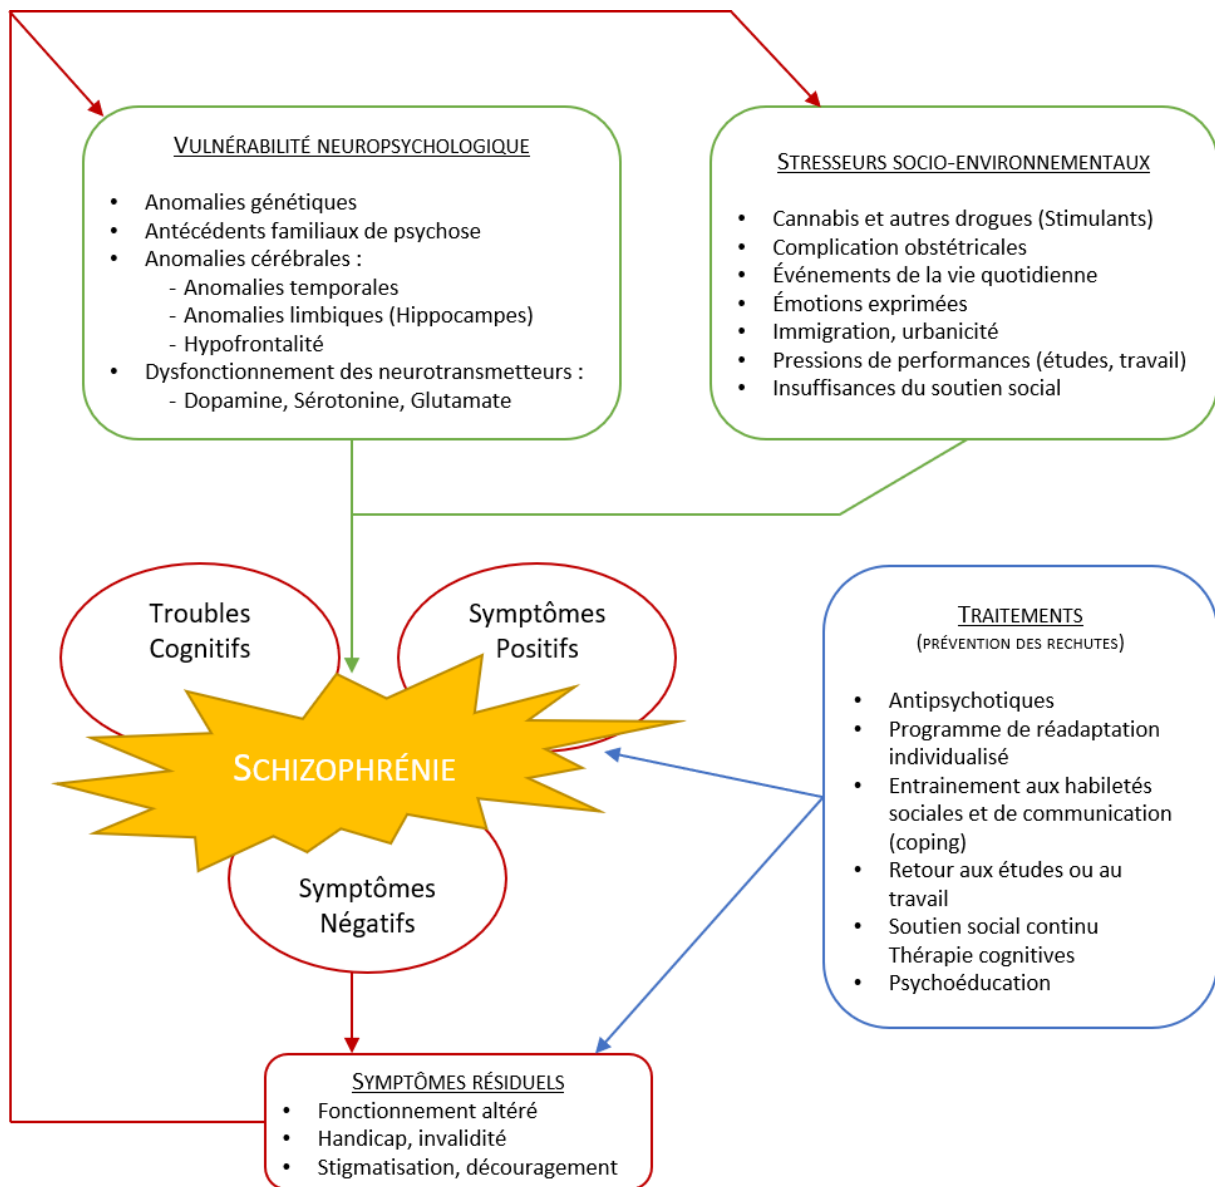 VULNÉRABILITÉ NEUROPSYCHOLOGIQUE
• Anomalies génétiques
• Antécédents familiaux de psychose
• Anomalies cérébrales :
- Anomalies temporales
- Anomalies limbiques (Hippocampes)
- Hypofrontalité
• Dysfonctionnement des neurotransmetteurs :
- Dopamine, Sérotonine, Glutamate
STRESSEURS SOCIO-ENVIRONNEMENTAUX
• Cannabis et autres drogues (Stimulants)
• Complication obstétricales
• Événements de la vie quotidienne
• Émotions exprimées
• Immigration, urbanicité
• Pressions de performances (études, travail)
• Insuffisances du soutien social
Troubles
Cognitifs
Symptômes
Positifs
SCHIZOPHRÉNIE
Symptômes
Négatifs
TRAITEMENTS
(PRÉVENTION DES RECHUTES)
• Antipsychotiques
• Programme de réadaptation
individualisé
• Entrainement aux habiletés
sociales et de communication
(coping)
• Retour aux études ou au
travail
• Soutien social continu
Thérapie cognitives
• Psychoéducation
SYMPTÔMES RÉSIDUELS
• Fonctionnement altéré
• Handicap, invalidité
• Stigmatisation, découragement